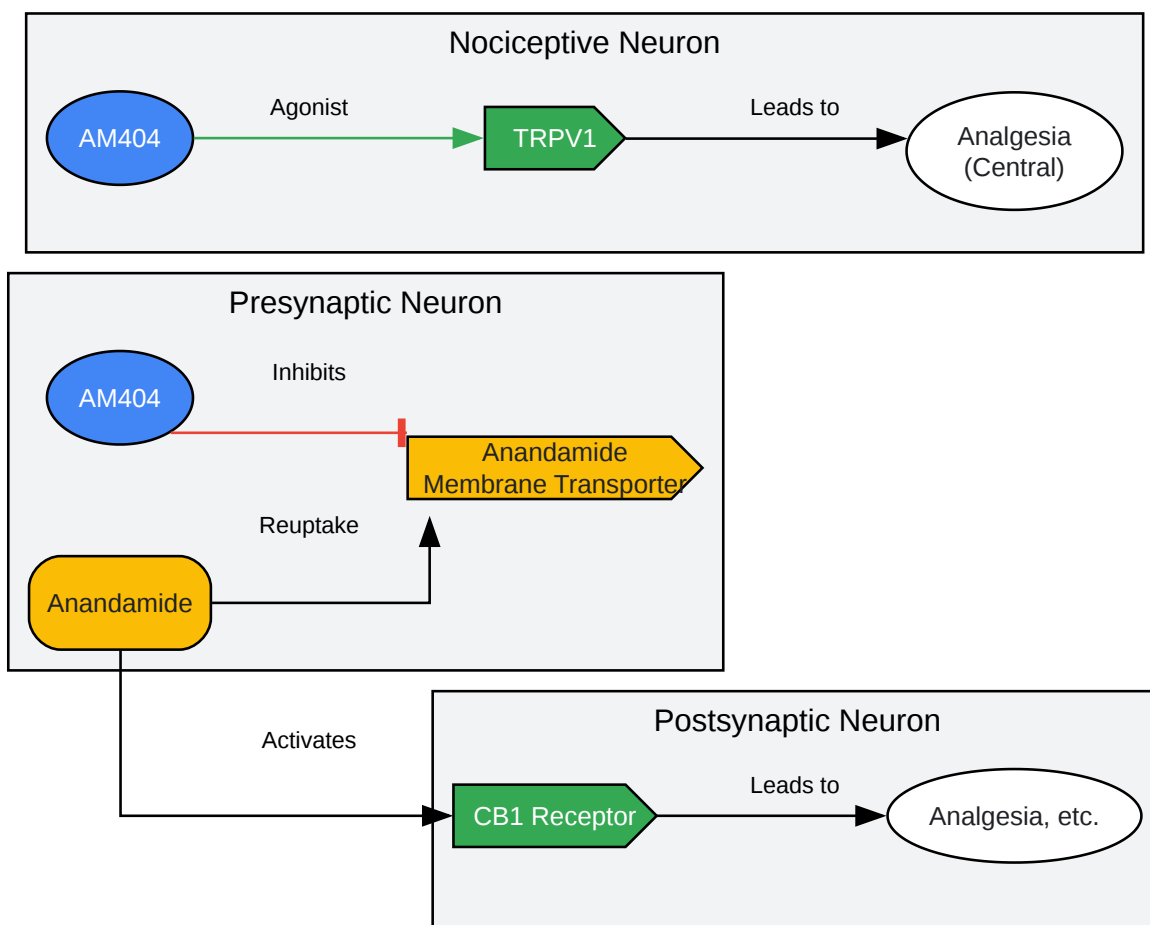 Nociceptive Neuron
Agonist
Leads to
AM404
TRPV1
Analgesia
(Central)
Presynaptic Neuron
Inhibits
AM404
Anandamide
Membrane Transporter
Reuptake
Anandamide
Postsynaptic Neuron
Activates
Leads to
CB1 Receptor
Analgesia, etc.